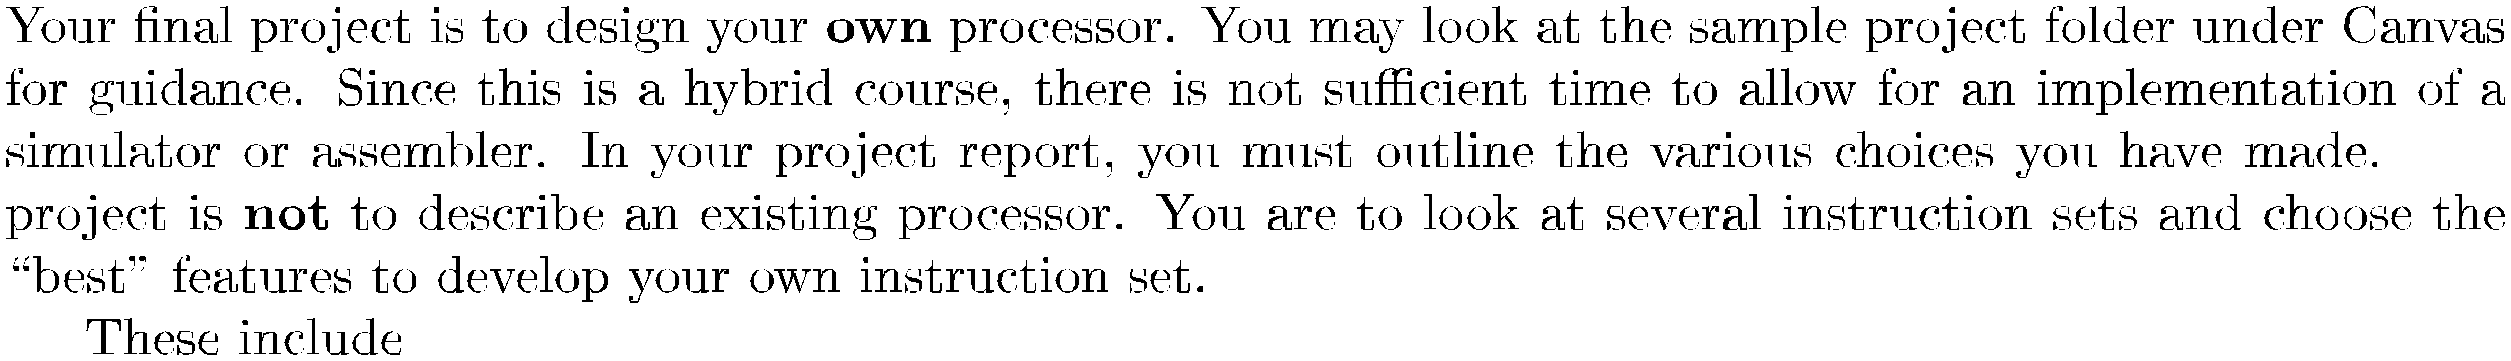 Your final project is to design your own processor. You may look at the sample project folder under Canvas
for guidance. Since this is a hybrid course, there is not sufficient time to allow for an implementation of a
simulator or assembler. In your project report, you must outline the various choices you have made.
project is not to describe an existing processor. You are to look at several instruction sets and choose the
“best” features to develop your own instruction set.
These include